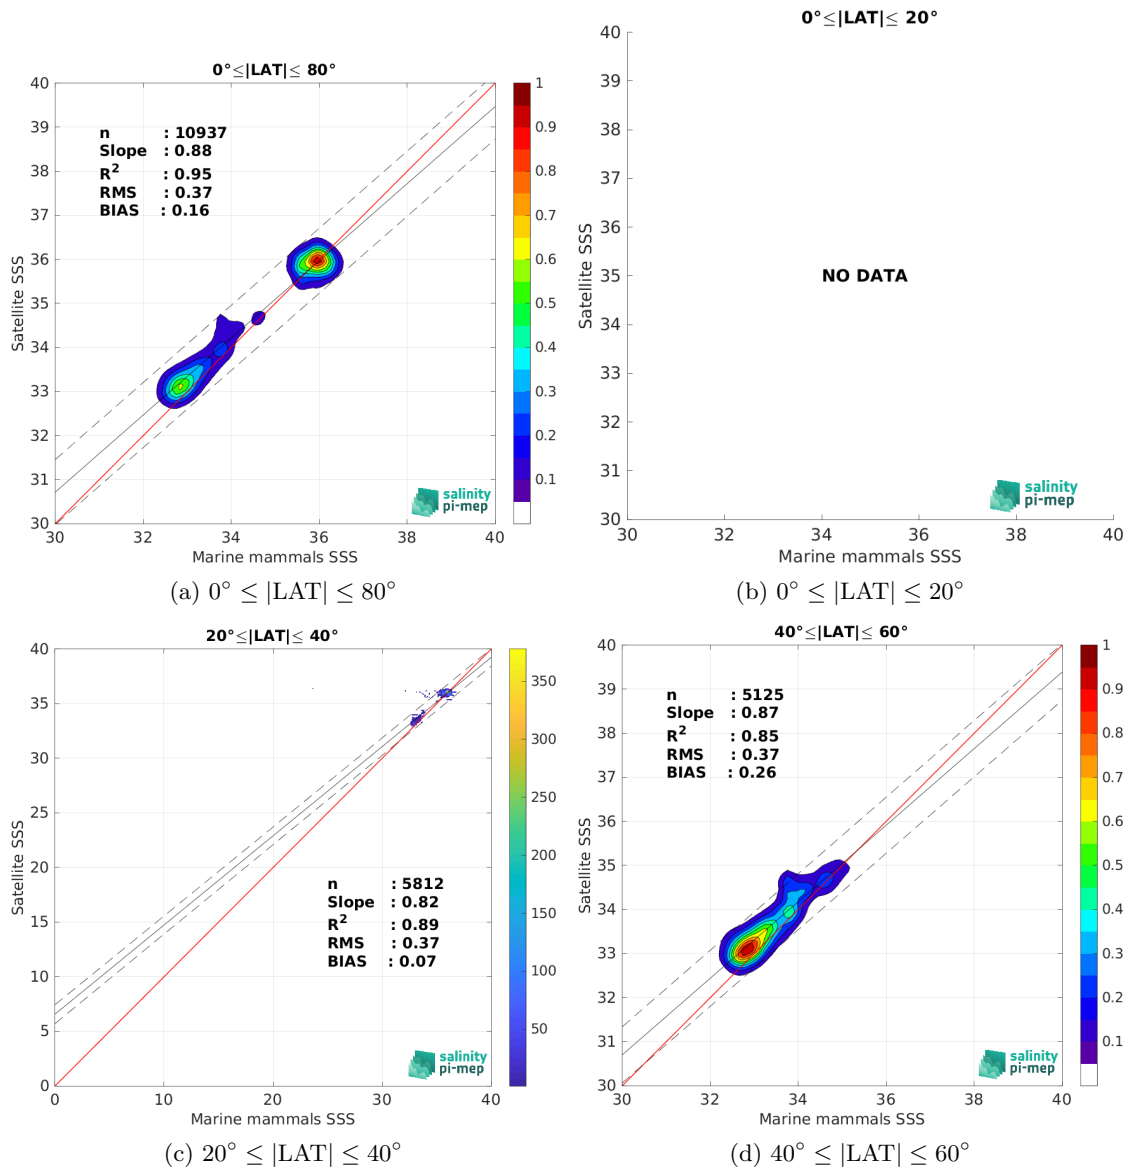 0°≤|LAT|≤ 80°
40
39
38
37
36
35
34
33
32
31
30
Satellite SSS
n : 10937
Slope : 0.88
R² : 0.95
RMS : 0.37
BIAS : 0.16
salinity
pi-mep
30 32 34 36 38 40
Marine mammals SSS
1
0.9
0.8
0.7
0.6
0.5
0.4
0.3
0.2
0.1
(a) 0° ≤ |LAT| ≤ 80°
0°≤|LAT|≤ 20°
40
39
38
37
36
35
34
33
32
31
30
Satellite SSS
NO DATA
salinity
pi-mep
30 32 34 36 38 40
Marine mammals SSS
(b) 0° ≤ |LAT| ≤ 20°
20°≤|LAT|≤ 40°
40
35
30
25
20
15
10
5
0
Satellite SSS
n : 5812
Slope : 0.82
R² : 0.89
RMS : 0.37
BIAS : 0.07
salinity
pi-mep
0 10 20 30 40
Marine mammals SSS
350
300
250
200
150
100
50
(c) 20° ≤ |LAT| ≤ 40°
40°≤|LAT|≤ 60°
40
39
38
37
36
35
34
33
32
31
30
Satellite SSS
n : 5125
Slope : 0.87
R² : 0.85
RMS : 0.37
BIAS : 0.26
salinity
pi-mep
30 32 34 36 38 40
Marine mammals SSS
1
0.9
0.8
0.7
0.6
0.5
0.4
0.3
0.2
0.1
(d) 40° ≤ |LAT| ≤ 60°